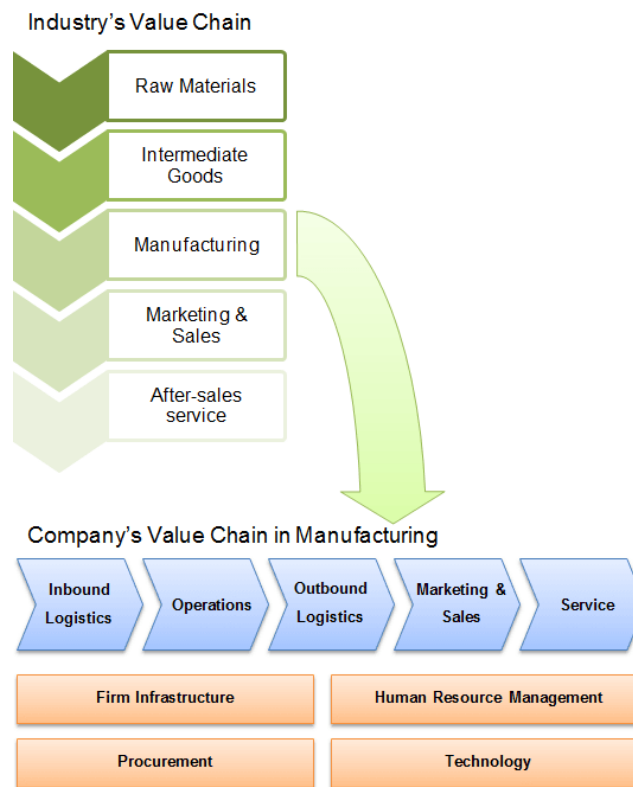 Industry's Value Chain
Raw Materials
Intermediate
Goods
Manufacturing
Marketing &
Sales
After-sales
service
Company's Value Chain in Manufacturing
Inbound
Logistics
Operations
Outbound
Logistics
Marketing &
Sales
Service
Firm Infrastructure
Human Resource Management
Procurement
Technology